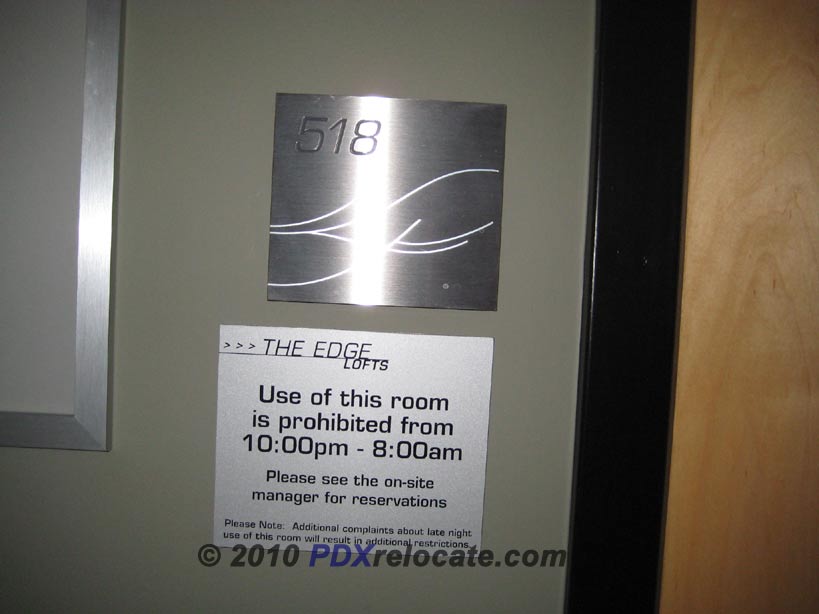 518
>>> THE EDGE
LOFTS
Use of this room
is prohibited from
10:00pm - 8:00am
Please see the on-site
manager for reservations
Please Note: Additional complaints about late night
use of this room will result in additional restrictions.
© 2010 PDXrelocate.com